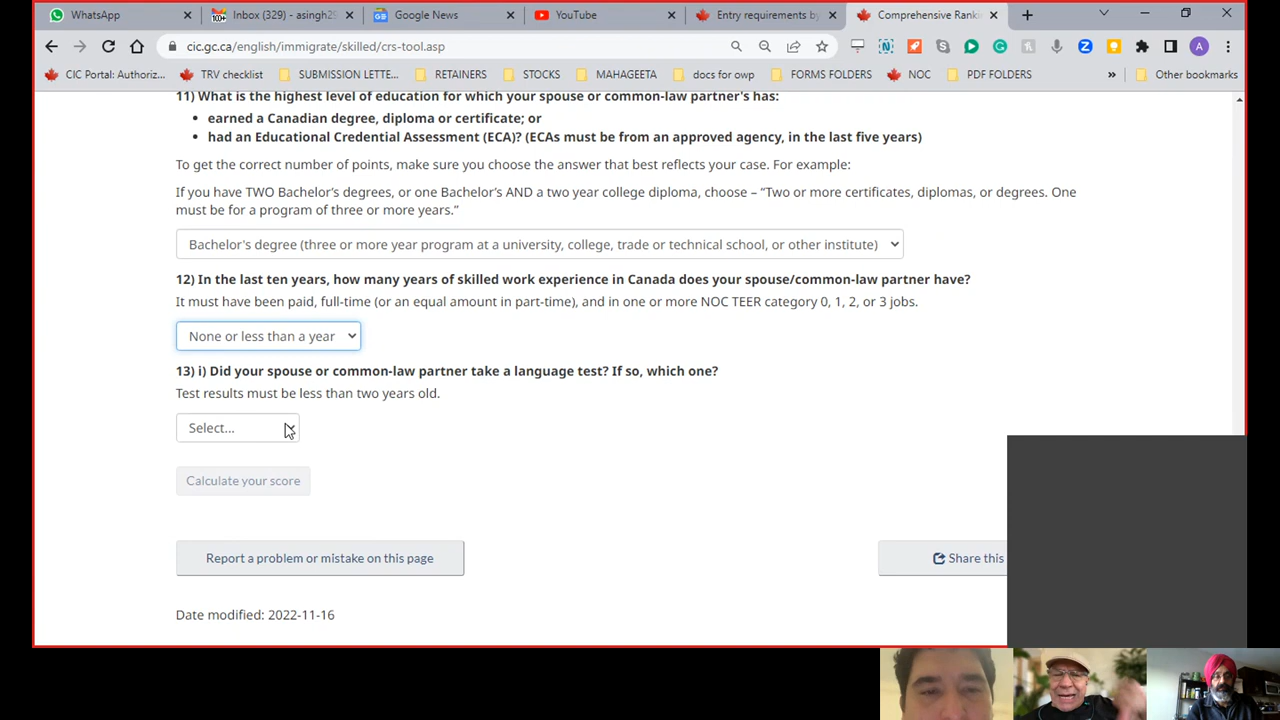 WhatsApp
Inbox (329) - asingh29
Google News
YouTube
Entry requirements by
Comprehensive Rank
cic.gc.ca/english/immigrate/skilled/crs-tool.asp
CIC Portal: Authoriz...
TRV checklist
SUBMISSION LETTE...
RETAINERS
STOCKS
MAHAGEETA
docs for owp
FORMS FOLDERS
NOC
PDF FOLDERS
»
Other bookmarks
11) What is the highest level of education for which your spouse or common-law partner's has:
• earned a Canadian degree, diploma or certificate; or
• had an Educational Credential Assessment (ECA)? (ECAs must be from an approved agency, in the last five years)
To get the correct number of points, make sure you choose the answer that best reflects your case. For example:
If you have TWO Bachelor's degrees, or one Bachelor's AND a two year college diploma, choose – “Two or more certificates, diplomas, or degrees. One
must be for a program of three or more years.”
Bachelor's degree (three or more year program at a university, college, trade or technical school, or other institute)
12) In the last ten years, how many years of skilled work experience in Canada does your spouse/common-law partner have?
It must have been paid, full-time (or an equal amount in part-time), and in one or more NOC TEER category 0, 1, 2, or 3 jobs.
None or less than a year
13) i) Did your spouse or common-law partner take a language test? If so, which one?
Test results must be less than two years old.
Select...
Calculate your score
Report a problem or mistake on this page
Share this
Date modified: 2022-11-16